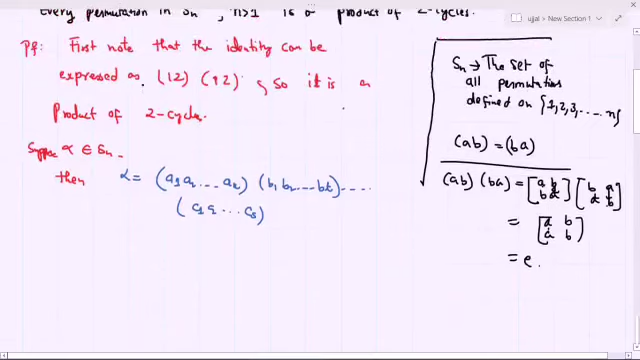 every permutation in Sn, n>1 is a product of 2-cycles.
ujjal - New Section 1
Pf: First note that the identity can be
expressed as (12) (12) so it is a
Product of 2-cycles.
Suppose α ∈ Sn.
then α = (a1 a2 .... ak) (b1 b2 .... bt) ....
(c1 c2 ... cs)
Sn → The set of
all permutations
defined on {1,2,3,.....n}
(ab) = (ba)
(ab) (ba) = [a b
b a] [b a
a b]
= [a b
a b]
= e.